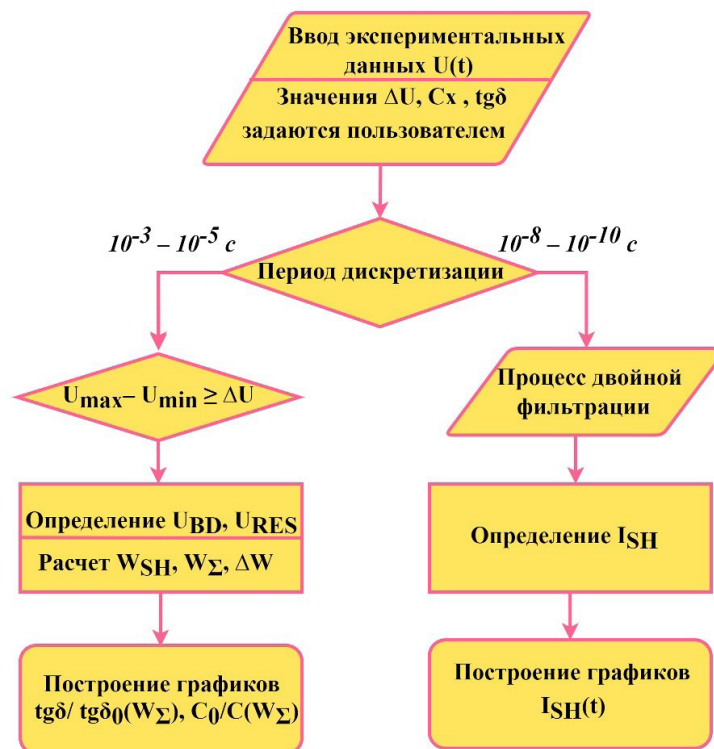 Ввод экспериментальных
данных U(t)
Значения ΔU, Cx , tgδ
задаются пользователем
10⁻³ – 10⁻⁵ с
10⁻⁸ – 10⁻¹⁰ с
Период дискретизации
Umax– Umin ≥ ΔU
Процесс двойной
фильтрации
Определение UBD, URES
Расчет WSH, WΣ, ΔW
Определение ISH
Построение графиков
tgδ/ tgδ0(WΣ), C0/C(WΣ)
Построение графиков
ISH(t)